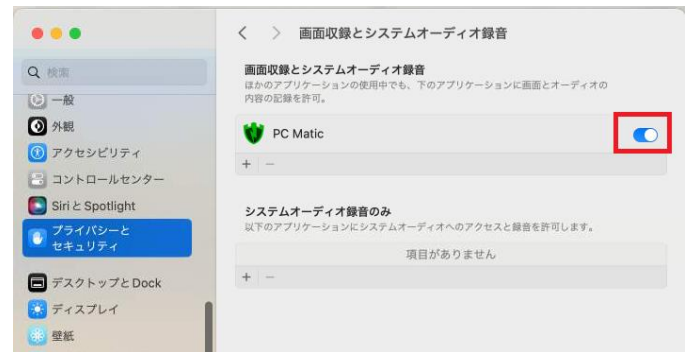 画面収録とシステムオーディオ録音
検索
一般
外観
アクセシビリティ
コントロールセンター
Siri と Spotlight
プライバシーと
セキュリティ
デスクトップと Dock
ディスプレイ
壁紙
画面収録とシステムオーディオ録音
ほかのアプリケーションの使用中でも、下のアプリケーションに画面とオーディオの
内容の記録を許可。
PC Matic
システムオーディオ録音のみ
以下のアプリケーションにシステムオーディオへのアクセスと録音を許可します。
項目がありません